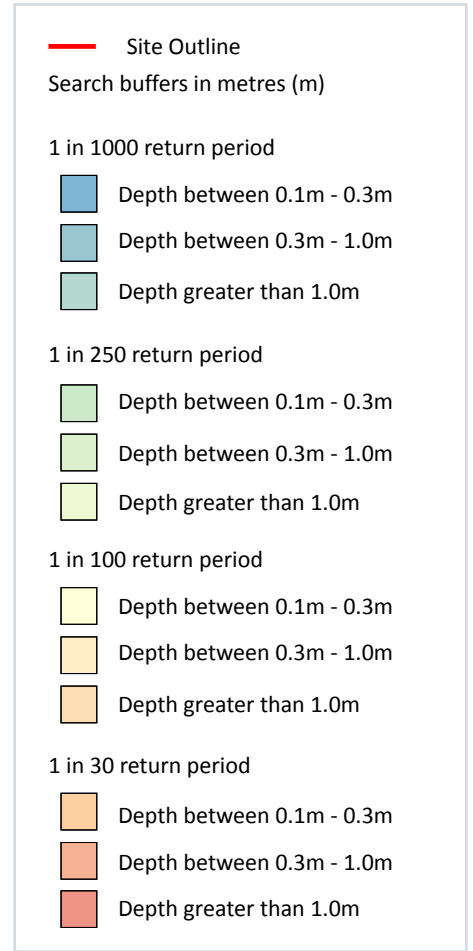 Site Outline
Search buffers in metres (m)
1 in 1000 return period
Depth between 0.1m - 0.3m
Depth between 0.3m - 1.0m
Depth greater than 1.0m
1 in 250 return period
Depth between 0.1m - 0.3m
Depth between 0.3m - 1.0m
Depth greater than 1.0m
1 in 100 return period
Depth between 0.1m - 0.3m
Depth between 0.3m - 1.0m
Depth greater than 1.0m
1 in 30 return period
Depth between 0.1m - 0.3m
Depth between 0.3m - 1.0m
Depth greater than 1.0m